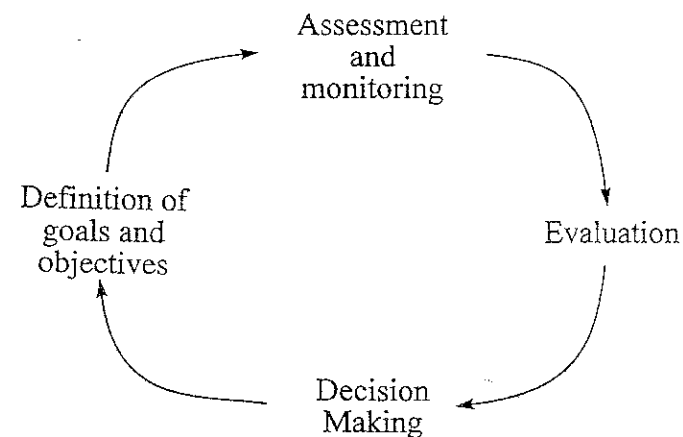 Assessment
and
monitoring
Definition of
goals and
objectives
Evaluation
Decision
Making